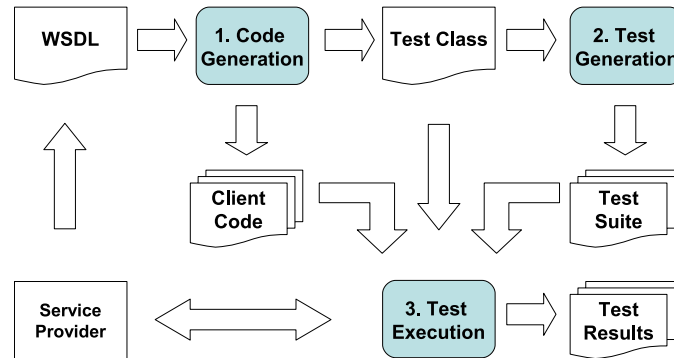 WSDL
1. Code
Generation
Test Class
2. Test
Generation
Client
Code
Test
Suite
Service
Provider
3. Test
Execution
Test
Results